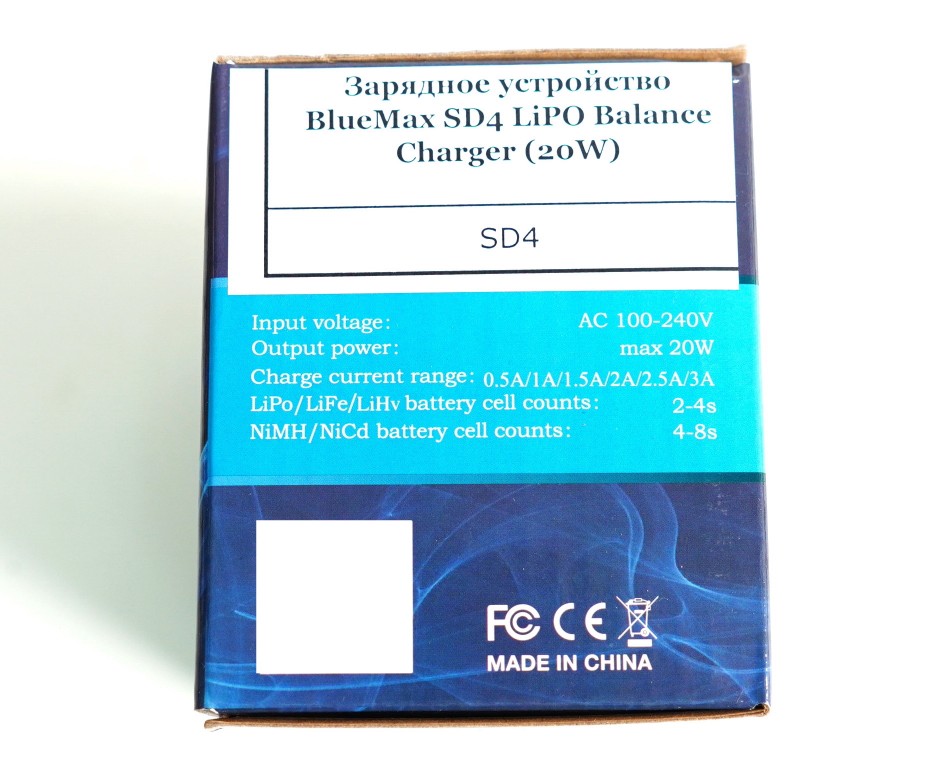 Зарядное устройство
BlueMax SD4 LiPO Balance
Charger (20W)
SD4
Input voltage: AC 100-240V
Output power: max 20W
Charge current range: 0.5A/1A/1.5A/2A/2.5A/3A
LiPo/LiFe/LiHv battery cell counts: 2-4s
NiMH/NiCd battery cell counts: 4-8s
FC CE
MADE IN CHINA